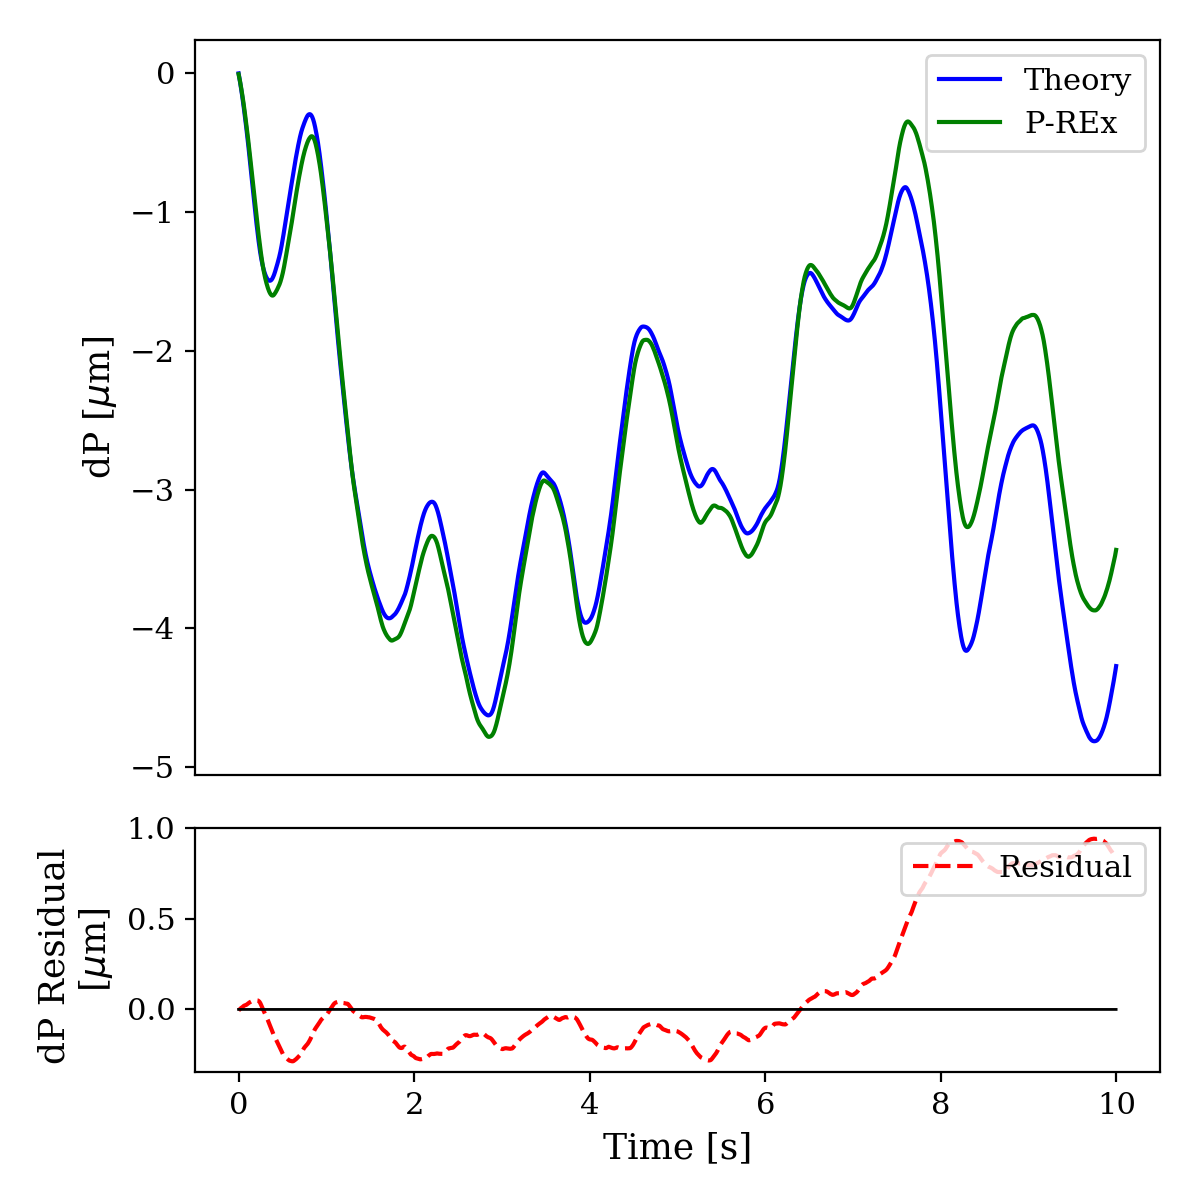 0
−1
−2
−3
−4
−5
dP [μm]
Theory
P-REx
1.0
0.5
0.0
dP Residual
[μm]
Residual
0 2 4 6 8 10
Time [s]